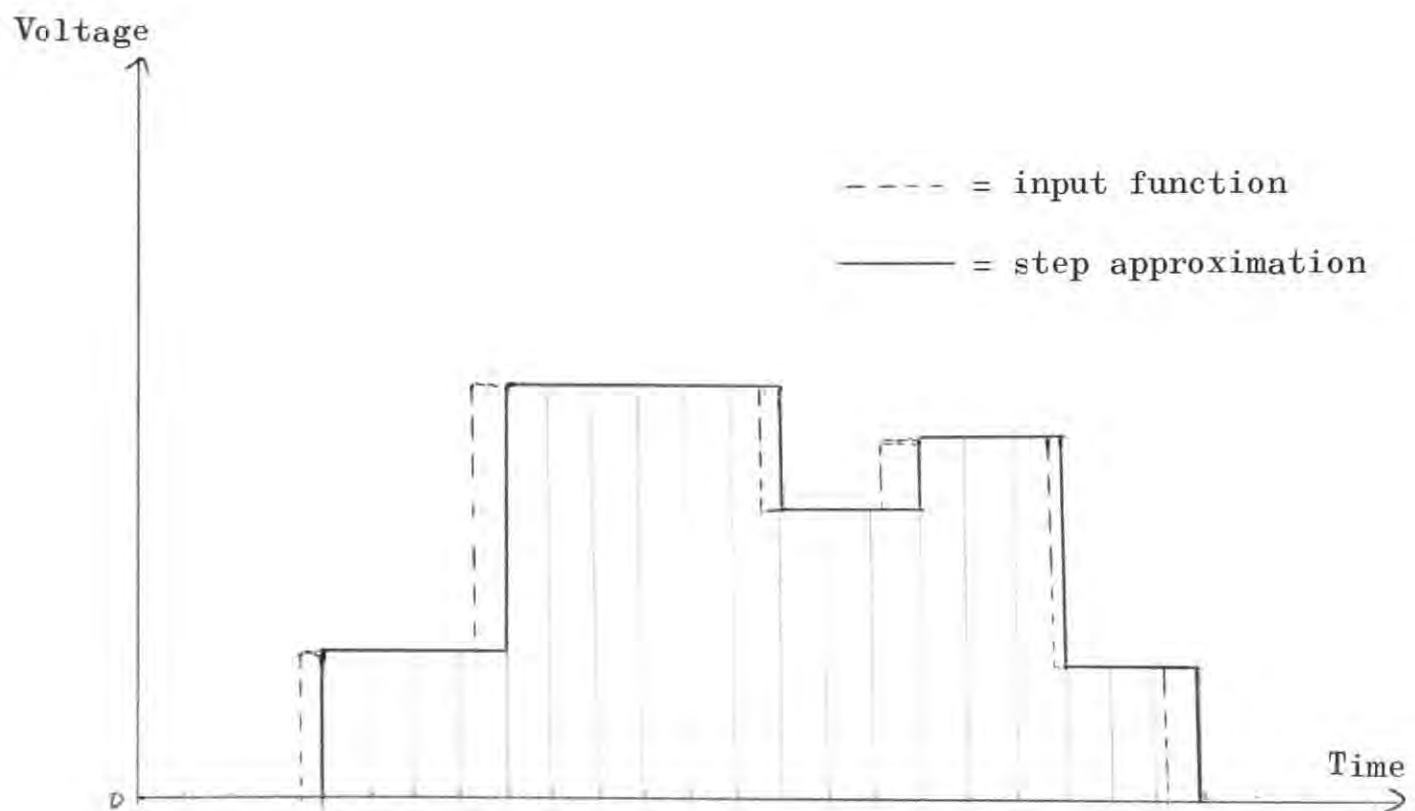 Voltage
---- = input function
—— = step approximation
Time
0